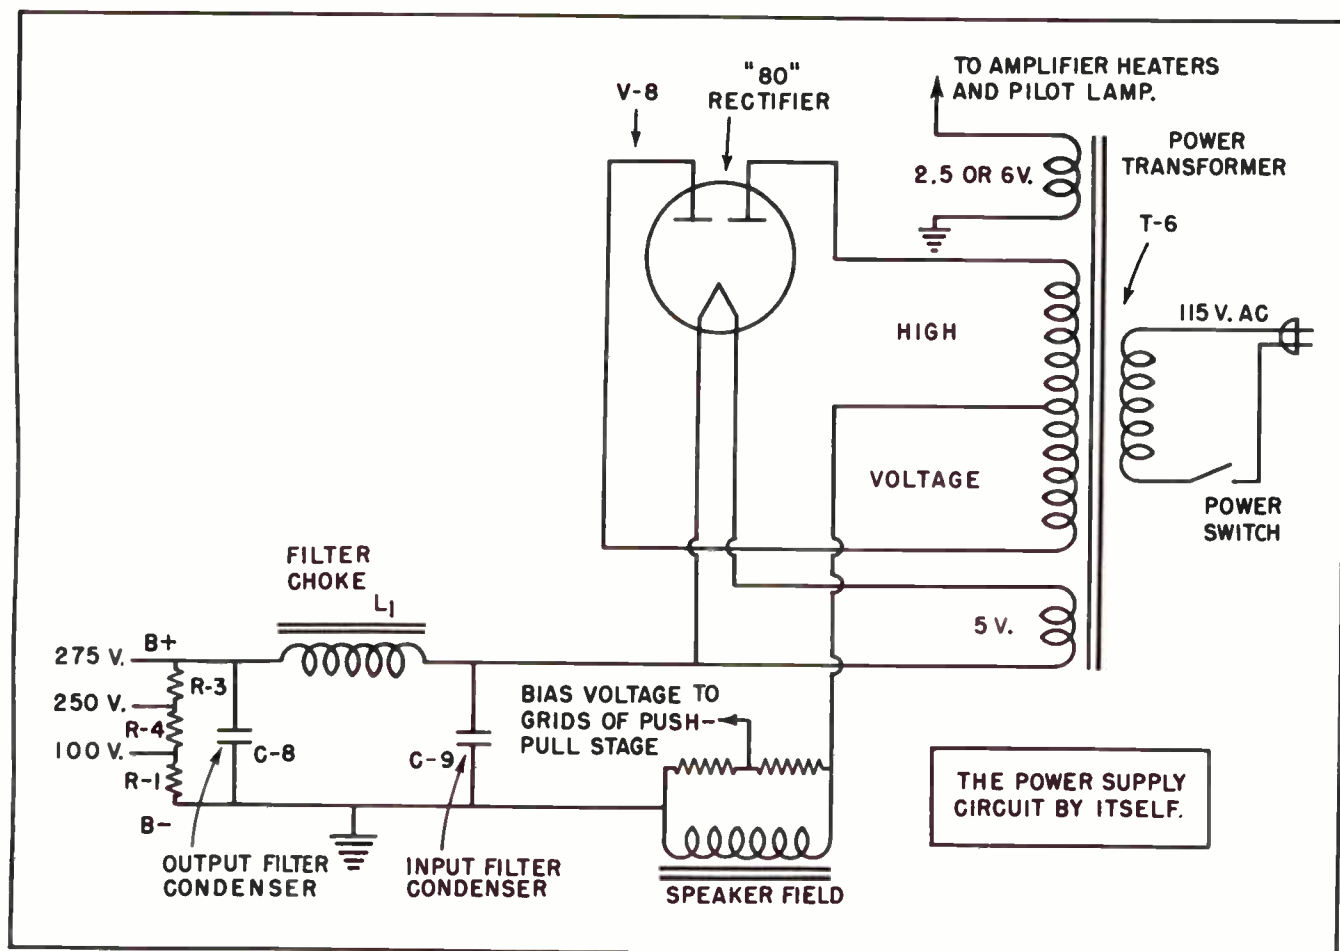 "80"
RECTIFIER
V-8
TO AMPLIFIER HEATERS
AND PILOT LAMP.
POWER
TRANSFORMER
2.5 OR 6V.
T-6
115 V. AC
HIGH
VOLTAGE
POWER
SWITCH
FILTER
CHOKE
L1
5 V.
B+
275 V.
R-3
250 V.
R-4
100 V.
R-1
B-
C-8
C-9
BIAS VOLTAGE TO
GRIDS OF PUSH-
PULL STAGE
OUTPUT FILTER
CONDENSER
INPUT FILTER
CONDENSER
SPEAKER FIELD
THE POWER SUPPLY
CIRCUIT BY ITSELF.